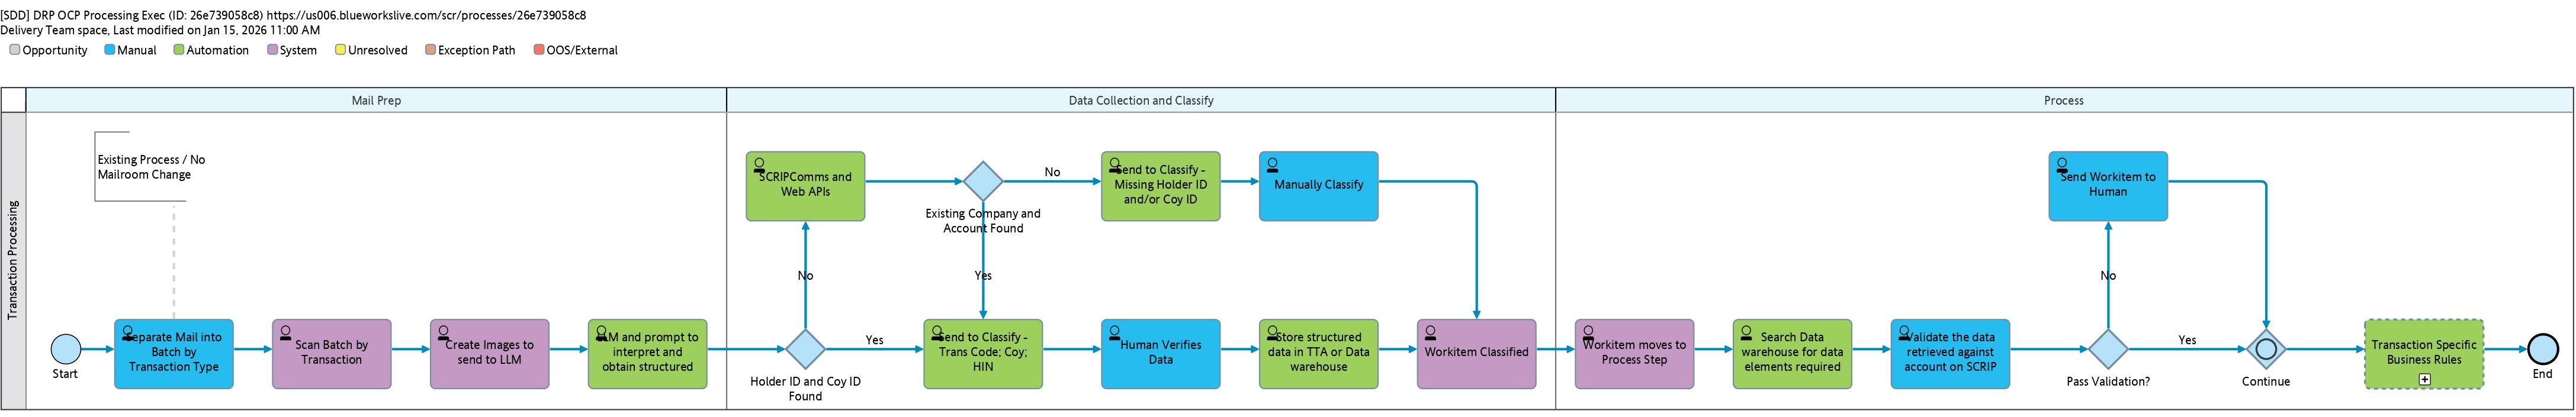 [SDD] DRP OCP Processing Exec (ID: 26e739058c8) https://us006.blueworkslive.com/scr/processes/26e739058c8
Delivery Team space, Last modified on Jan 15, 2026 11:00 AM
Opportunity
Manual
Automation
System
Unresolved
Exception Path
OOS/External
Mail Prep
Data Collection and Classify
Process
Transaction Processing
Existing Process / No
Mailroom Change
Start
Separate Mail into
Batch by
Transaction Type
Scan Batch by
Transaction
Create Images to
send to LLM
LLM and prompt to
interpret and
obtain structured
Holder ID and Coy ID
Found
No
Yes
SCRIPComms and
Web APIs
Existing Company and
Account Found
No
Yes
Send to Classify -
Missing Holder ID
and/or Coy ID
Manually Classify
Send to Classify -
Trans Code; Coy;
HIN
Human Verifies
Data
Store structured
data in TTA or Data
warehouse
Workitem Classified
Workitem moves to
Process Step
Search Data
warehouse for data
elements required
Validate the data
retrieved against
account on SCRIP
Pass Validation?
No
Yes
Send Workitem to
Human
Continue
Transaction Specific
Business Rules
End